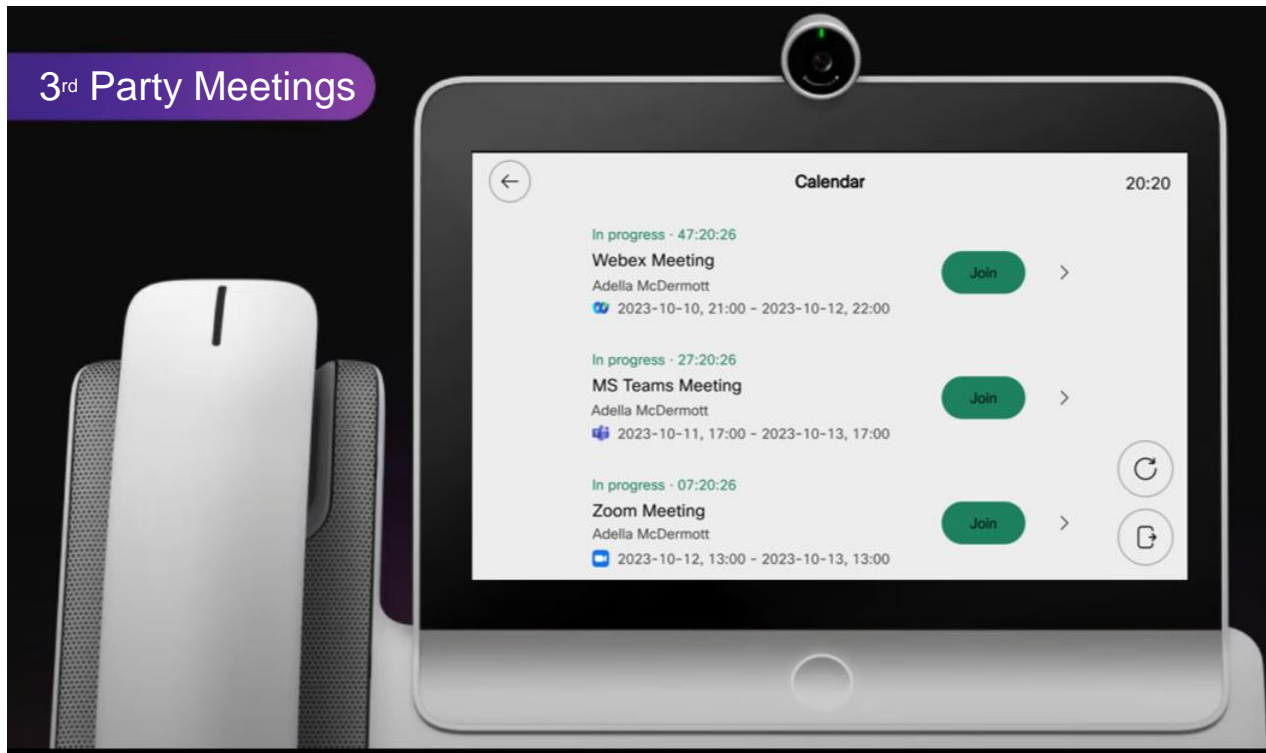 3rd Party Meetings
Calendar
20:20
In progress · 47:20:26
Webex Meeting
Adella McDermott
2023-10-10, 21:00 - 2023-10-12, 22:00
Join
In progress · 27:20:26
MS Teams Meeting
Adella McDermott
2023-10-11, 17:00 - 2023-10-13, 17:00
Join
In progress · 07:20:26
Zoom Meeting
Adella McDermott
2023-10-12, 13:00 - 2023-10-13, 13:00
Join